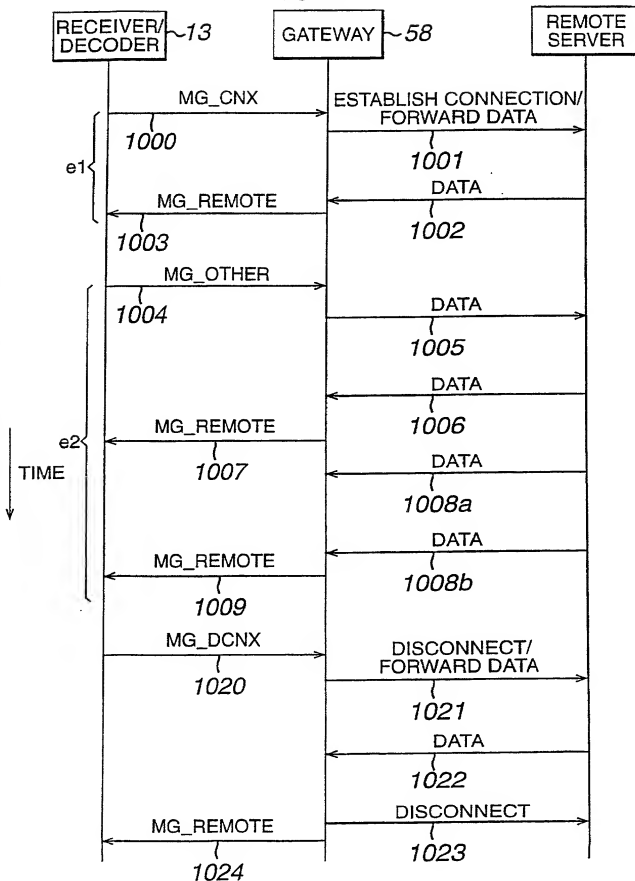 RECEIVER/
DECODER
13
GATEWAY
58
REMOTE
SERVER
MG_CNX
1000
ESTABLISH CONNECTION/
FORWARD DATA
1001
e1
DATA
1002
MG_REMOTE
1003
MG_OTHER
1004
DATA
1005
DATA
1006
e2
MG_REMOTE
1007
TIME
DATA
1008a
DATA
1008b
MG_REMOTE
1009
MG_DCNX
1020
DISCONNECT/
FORWARD DATA
1021
DATA
1022
DISCONNECT
1023
MG_REMOTE
1024